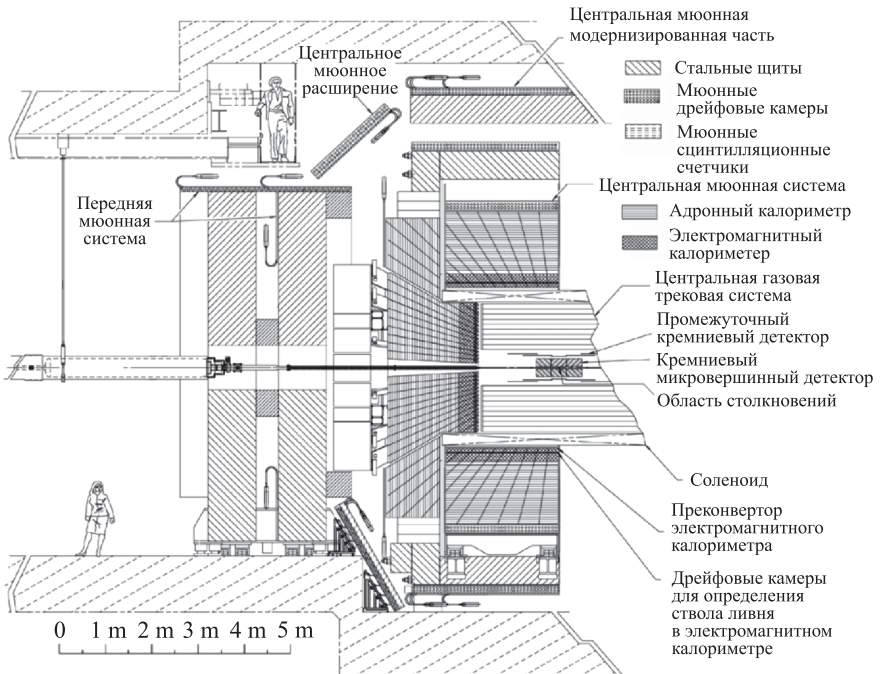 Центральная мюонная
модернизированная часть
Центральное
мюонное
расширение
Стальные щиты
Мюонные
дрейфовые камеры
Мюонные
сцинтилляционные
счетчики
Центральная мюонная система
Передняя
мюонная
система
Адронный калориметр
Электромагнитный
калориметер
Центральная газовая
трековая система
Промежуточный
кремниевый детектор
Кремниевый
микровершинный детектор
Область столкновений
Соленоид
Преконвертор
электромагнитного
калориметра
Дрейфовые камеры
для определения
ствола ливня
в электромагнитном
калориметре
0 1 m 2 m 3 m 4 m 5 m